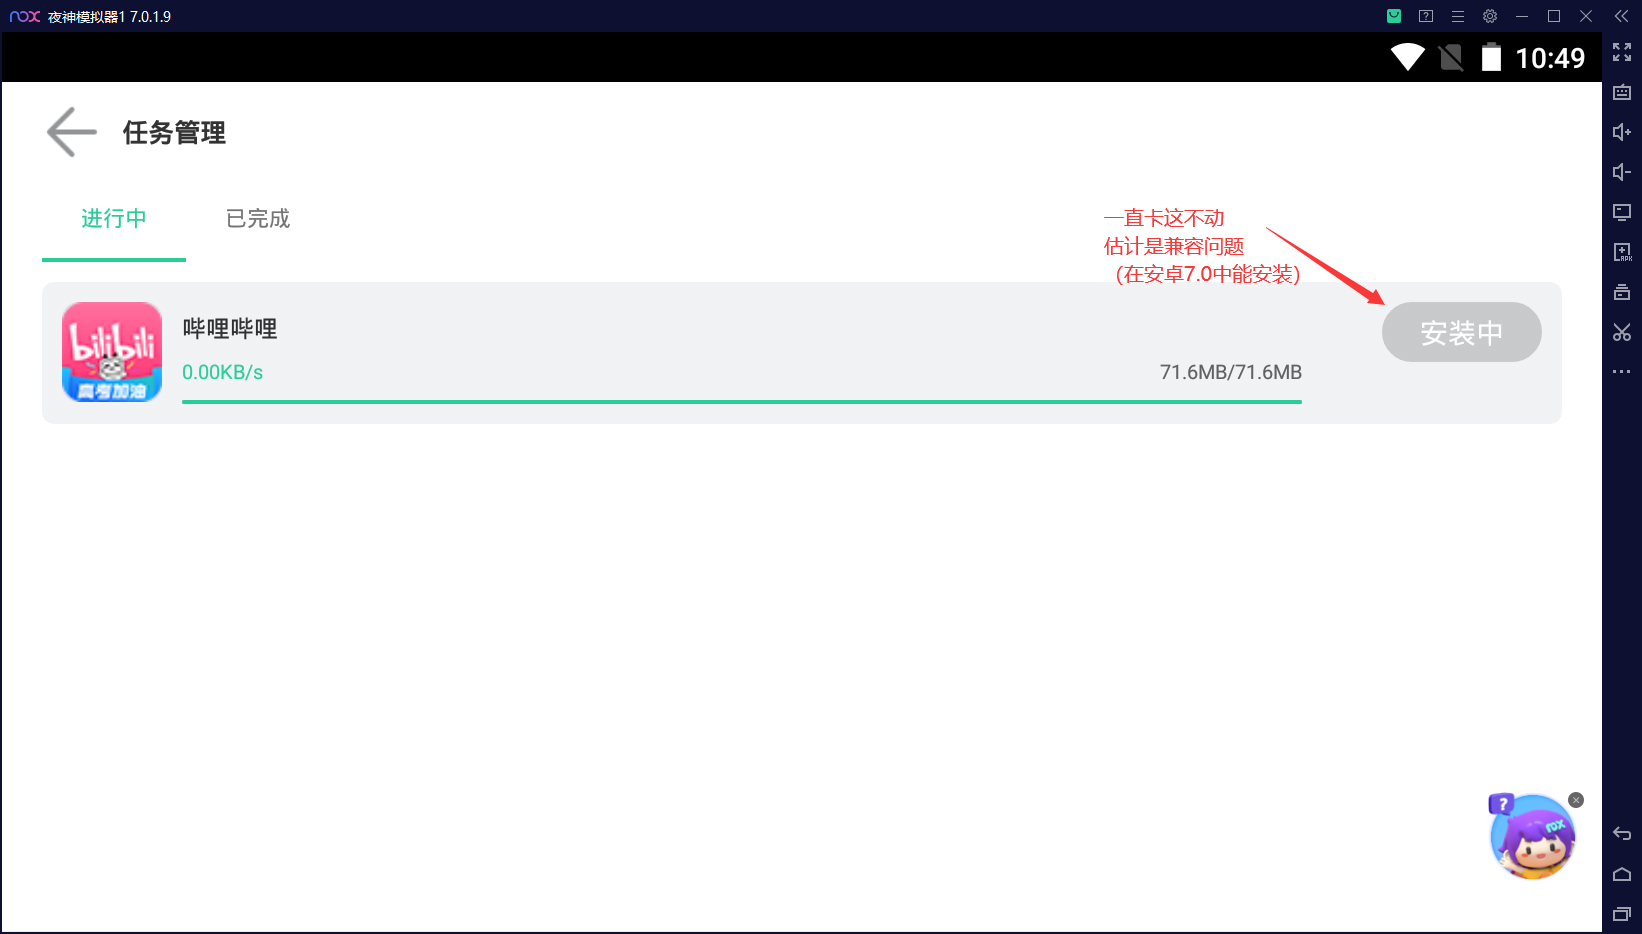 nox 夜神模拟器1 7.0.1.9
10:49
任务管理
进行中
已完成
一直卡这不动
估计是兼容问题
（在安卓7.0中能安装）
bilibili
高考加油
哔哩哔哩
0.00KB/s
71.6MB/71.6MB
安装中
?
nox